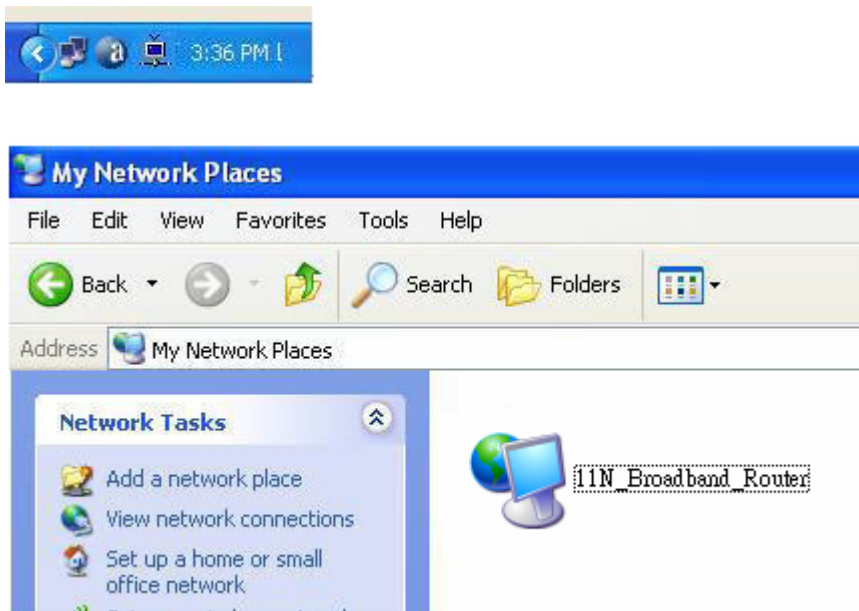 3:36 PM
My Network Places
File Edit View Favorites Tools Help
Back Search Folders
Address My Network Places
Network Tasks
Add a network place
View network connections
Set up a home or small
office network
11N_Broadband_Router